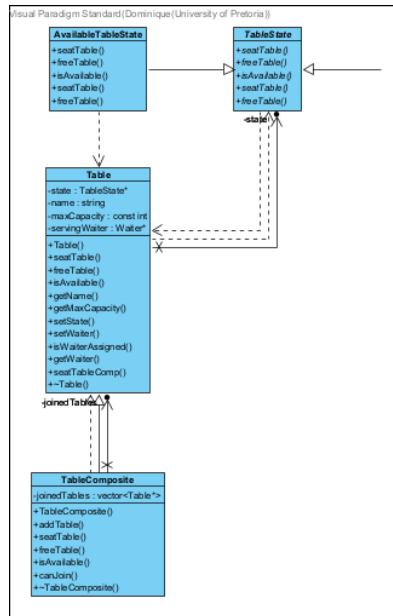 Visual Paradigm Standard(Dominique(University of Pretoria))
AvailableTableState
+seatTable()
+freeTable()
+isAvailable()
+seatTable()
+freeTable()
TableState
+seatTable()
+freeTable()
+isAvailable()
+seatTable()
+freeTable()
-state
Table
-state : TableState*
-name : string
-maxCapacity : const int
-servingWaiter : Waiter*
+Table()
+seatTable()
+freeTable()
+isAvailable()
+getName()
+getMaxCapacity()
+setState()
+setWaiter()
+isWaiterAssigned()
+getWaiter()
+seatTableComp()
+~Table()
-joinedTables
TableComposite
-joinedTables : vector<Table*>
+TableComposite()
+addTable()
+seatTable()
+freeTable()
+isAvailable()
+canJoin()
+~TableComposite()